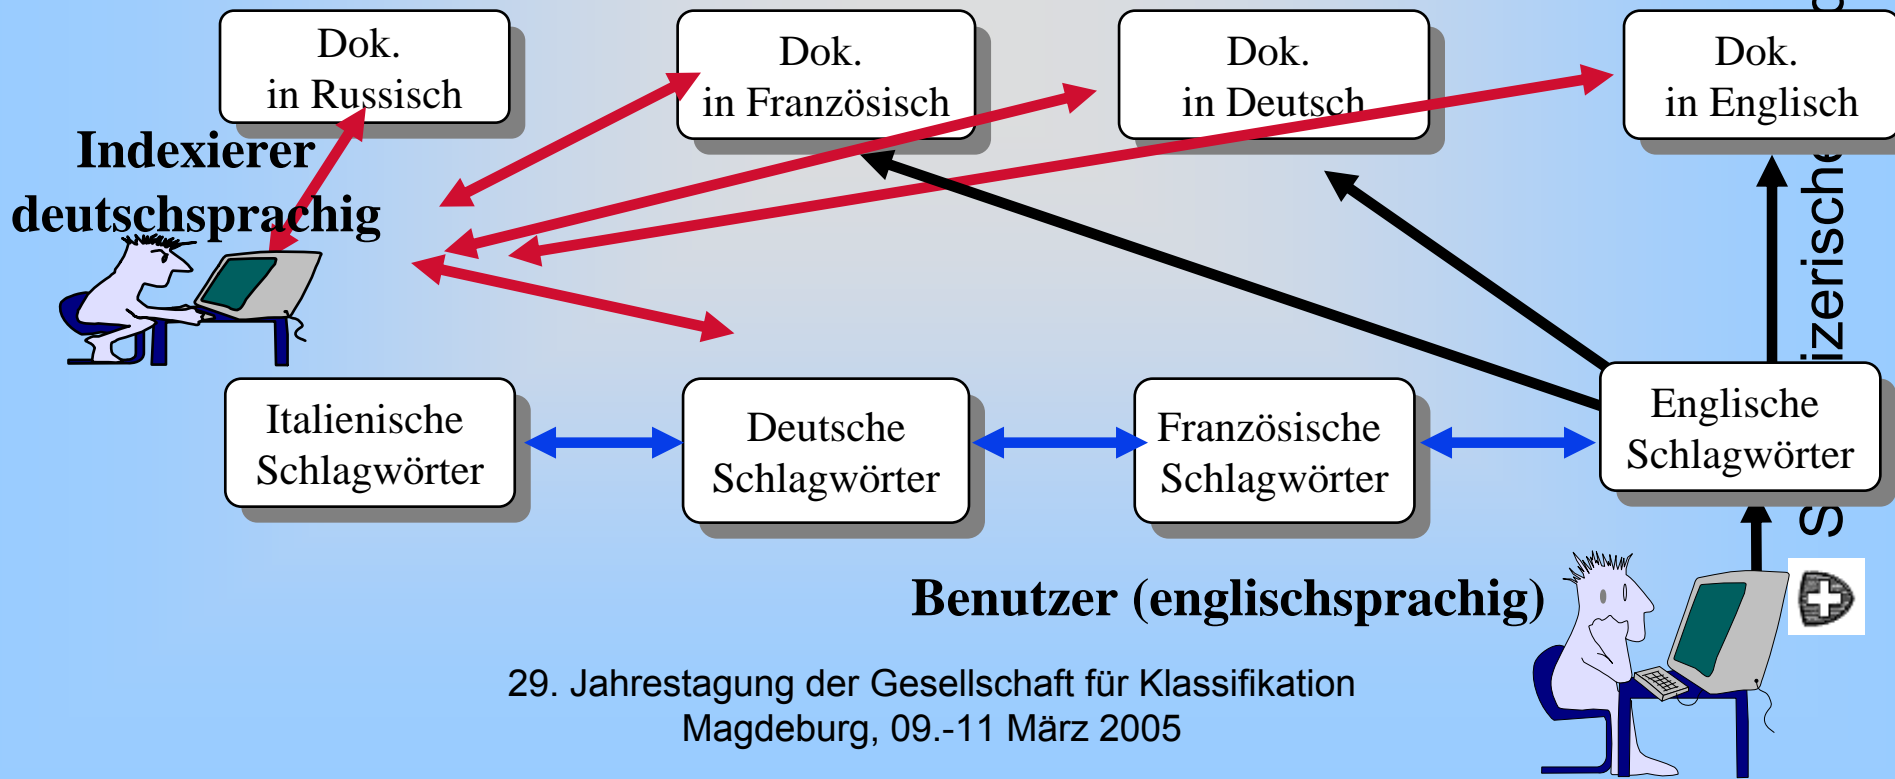 Dok.
in Russisch
Dok.
in Französisch
Dok.
in Deutsch
Dok.
in Englisch
Indexierer
deutschsprachig
Italienische
Schlagwörter
Deutsche
Schlagwörter
Französische
Schlagwörter
Englische
Schlagwörter
Benutzer (englischsprachig)
29. Jahrestagung der Gesellschaft für Klassifikation
Magdeburg, 09.-11 März 2005